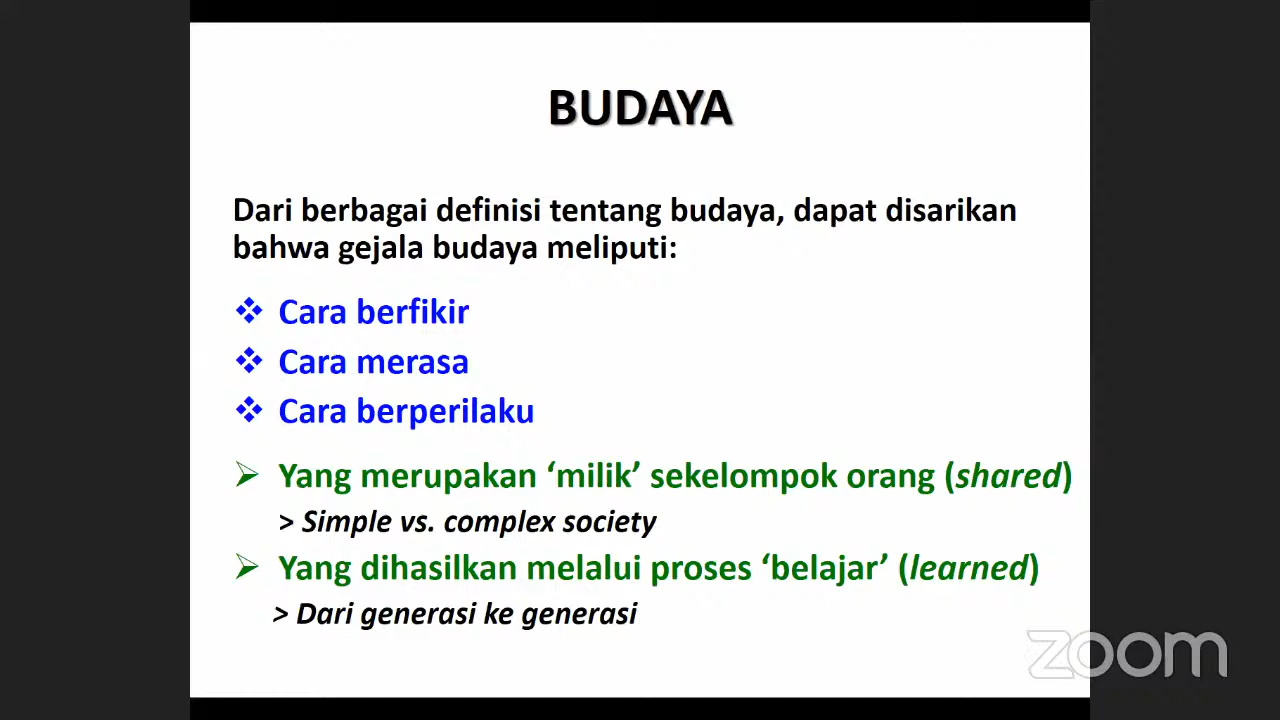 BUDAYA
Dari berbagai definisi tentang budaya, dapat disarikan
bahwa gejala budaya meliputi:
Cara berfikir
Cara merasa
Cara berperilaku
Yang merupakan ‘milik’ sekelompok orang (shared)
> Simple vs. complex society
Yang dihasilkan melalui proses ‘belajar’ (learned)
> Dari generasi ke generasi
zoom